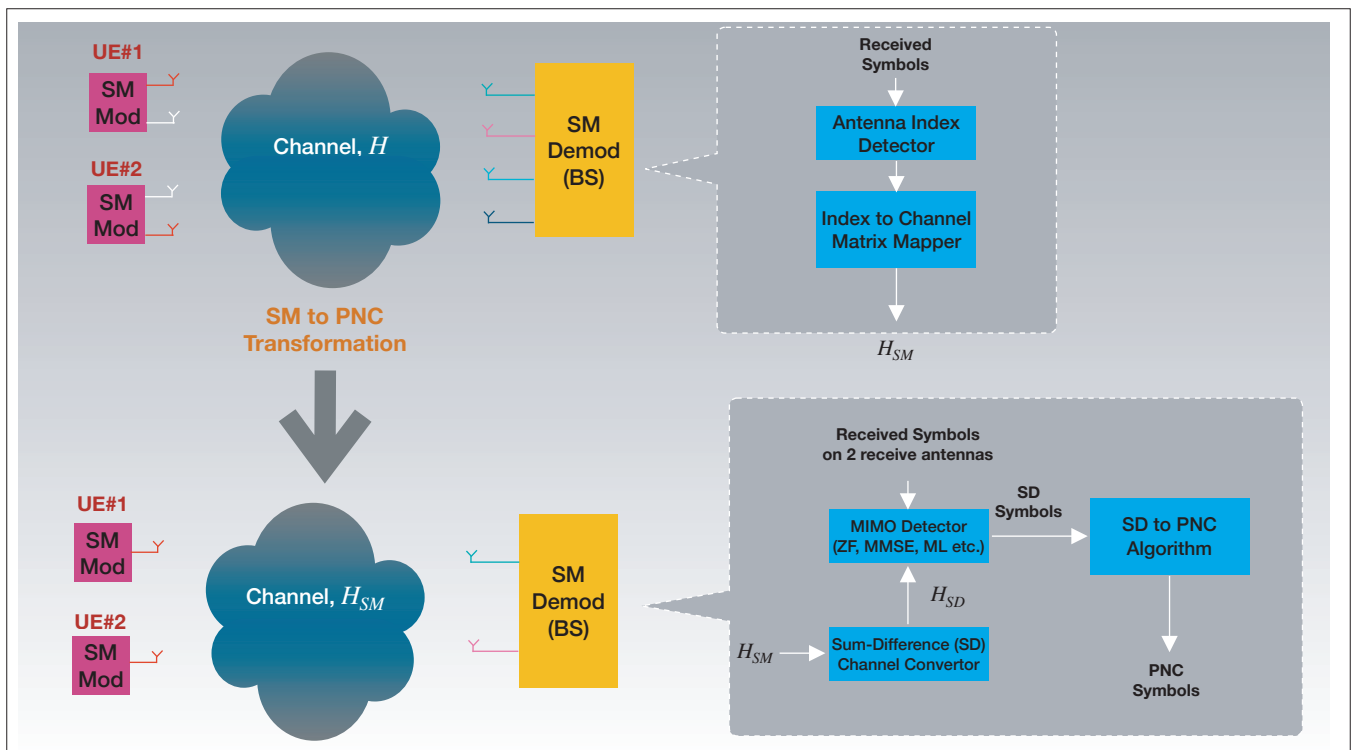 UE#1
SM
Mod
UE#2
SM
Mod
Channel, H
SM
Demod
(BS)
Received
Symbols
Antenna Index
Detector
Index to Channel
Matrix Mapper
H_SM
SM to PNC
Transformation
UE#1
SM
Mod
UE#2
SM
Mod
Channel, H_SM
SM
Demod
(BS)
Received Symbols
on 2 receive antennas
MIMO Detector
(ZF, MMSE, ML etc.)
SD
Symbols
SD to PNC
Algorithm
H_SD
H_SM
Sum-Difference (SD)
Channel Convertor
PNC
Symbols